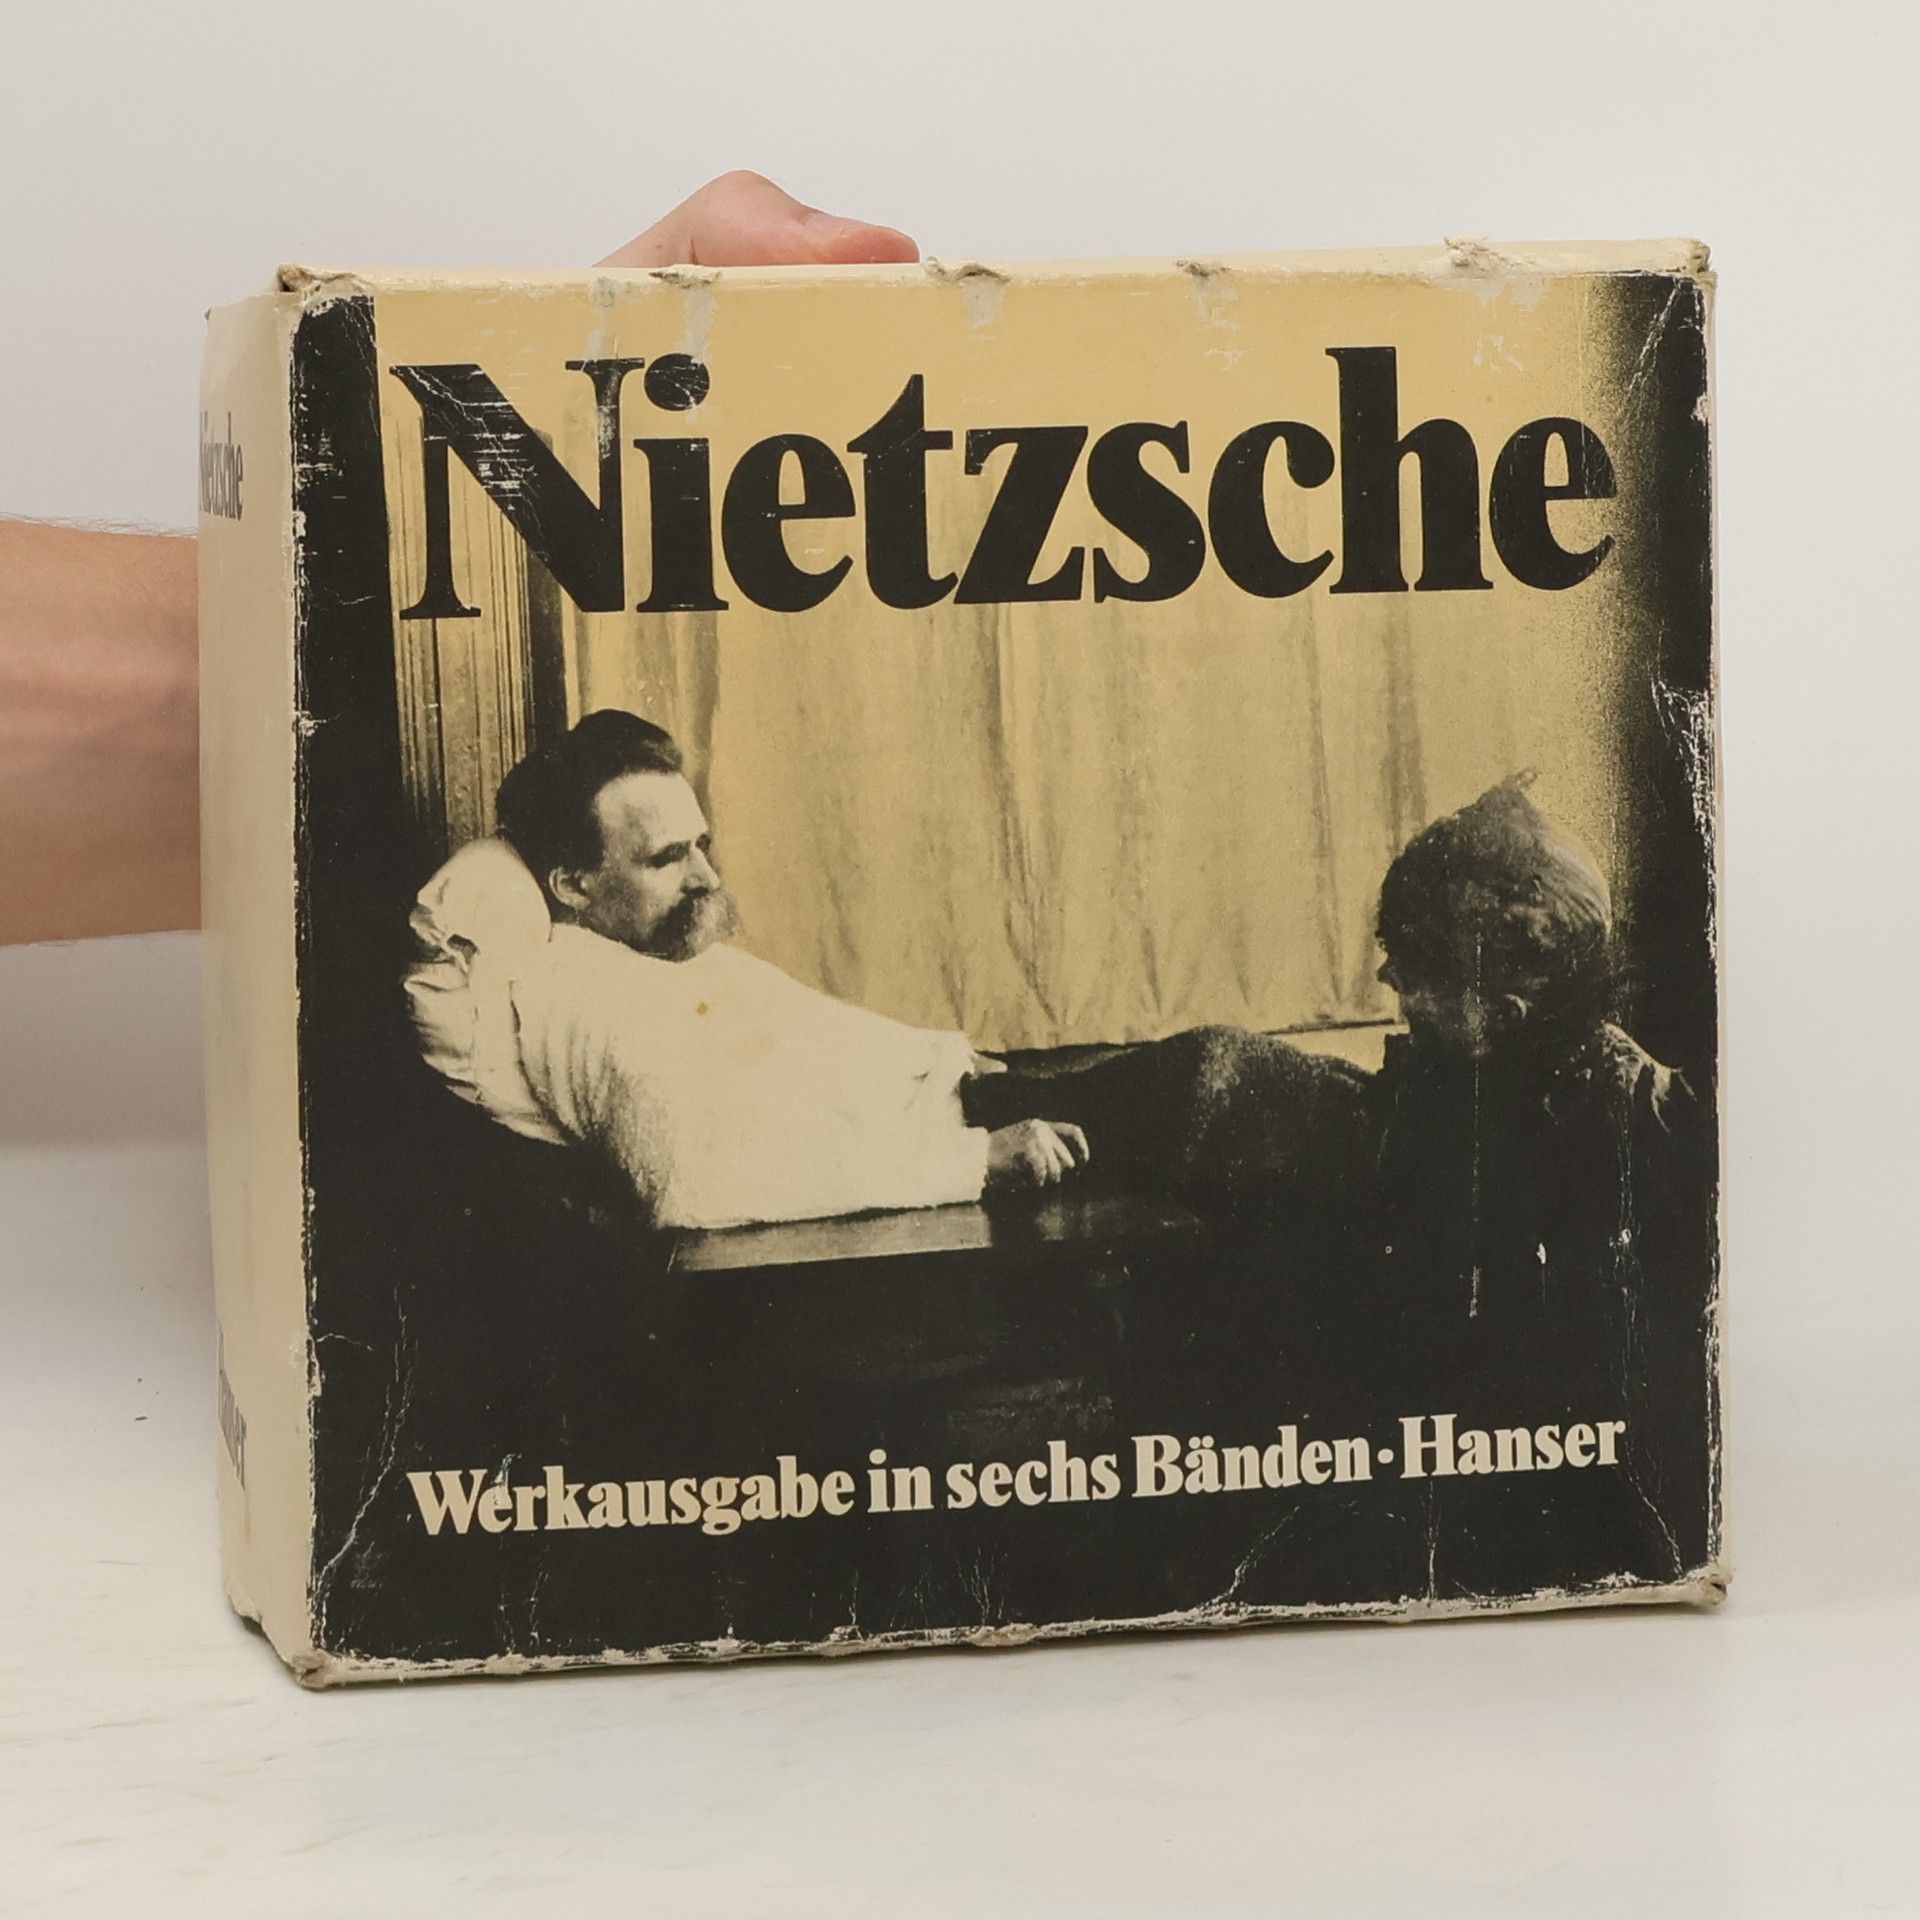 Nietzsche
Nietzsche
Werkausgabe in sechs Bänden·Hanser